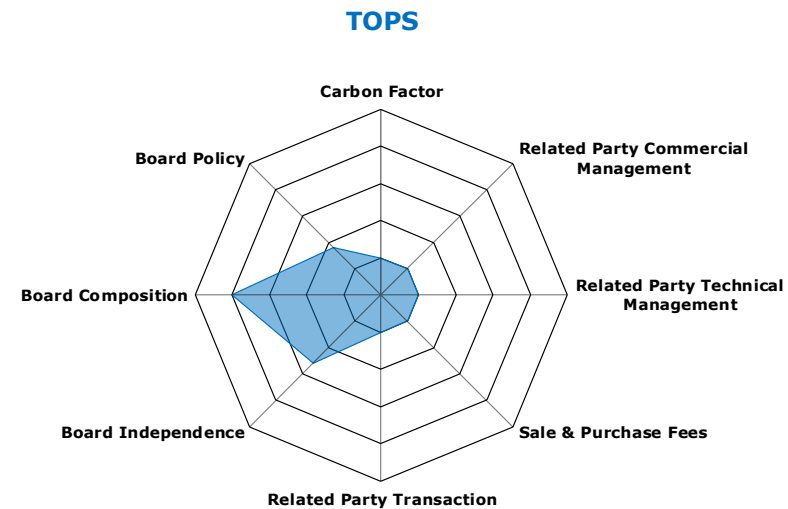 TOPS
Carbon Factor
Related Party Commercial
Management
Board Policy
Related Party Technical
Management
Board Composition
Board Independence
Sale & Purchase Fees
Related Party Transaction